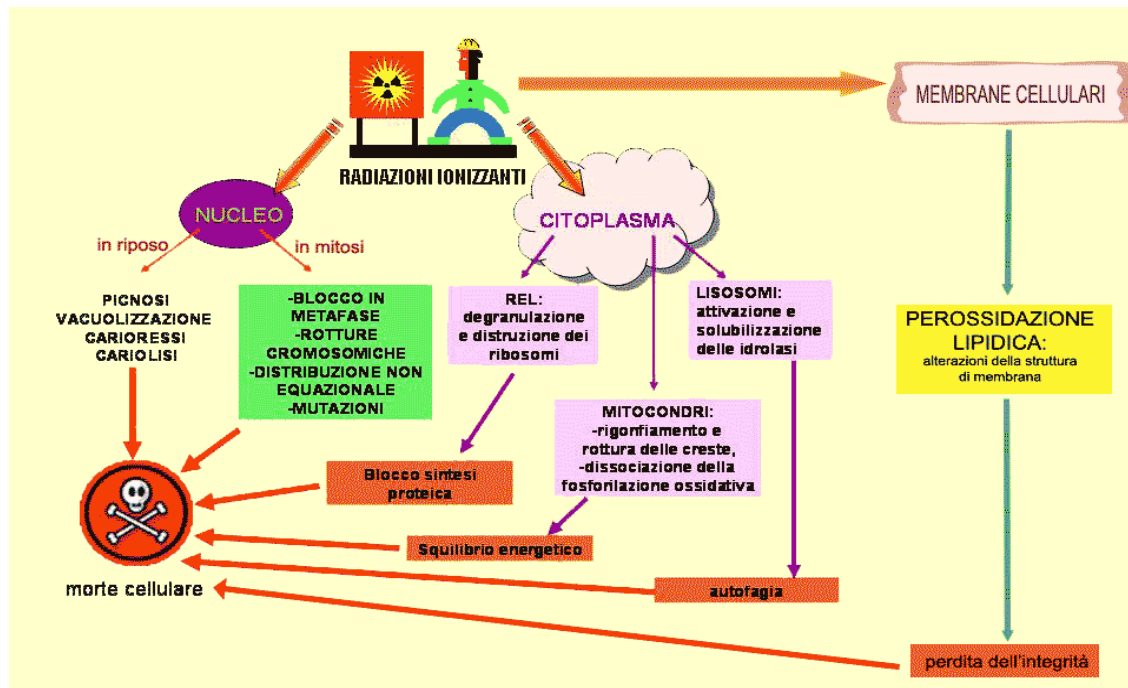 RADIAZIONI IONIZZANTI
MEMBRANE CELLULARI
NUCLEO
in riposo
in mitosi
PICNOSI
VACUOLIZZAZIONE
CARIORESSI
CARIOLISI
-BLOCCO IN
METAFASE
-ROTTURE
CROMOSOMICHE
-DISTRIBUZIONE NON
EQUAZIONALE
-MUTAZIONI
CITOPLASMA
REL:
degranulazione
e distruzione dei
ribosomi
LISOSOMI:
attivazione e
solubilizzazione
delle idrolasi
MITOCONDRI:
-rigonfiamento e
rottura delle creste,
-dissociazione della
fosforilazione ossidativa
PEROSSIDAZIONE
LIPIDICA:
alterazioni della struttura
di membrana
Blocco sintesi
proteica
Squilibrio energetico
autofagia
perdita dell'integrità
morte cellulare